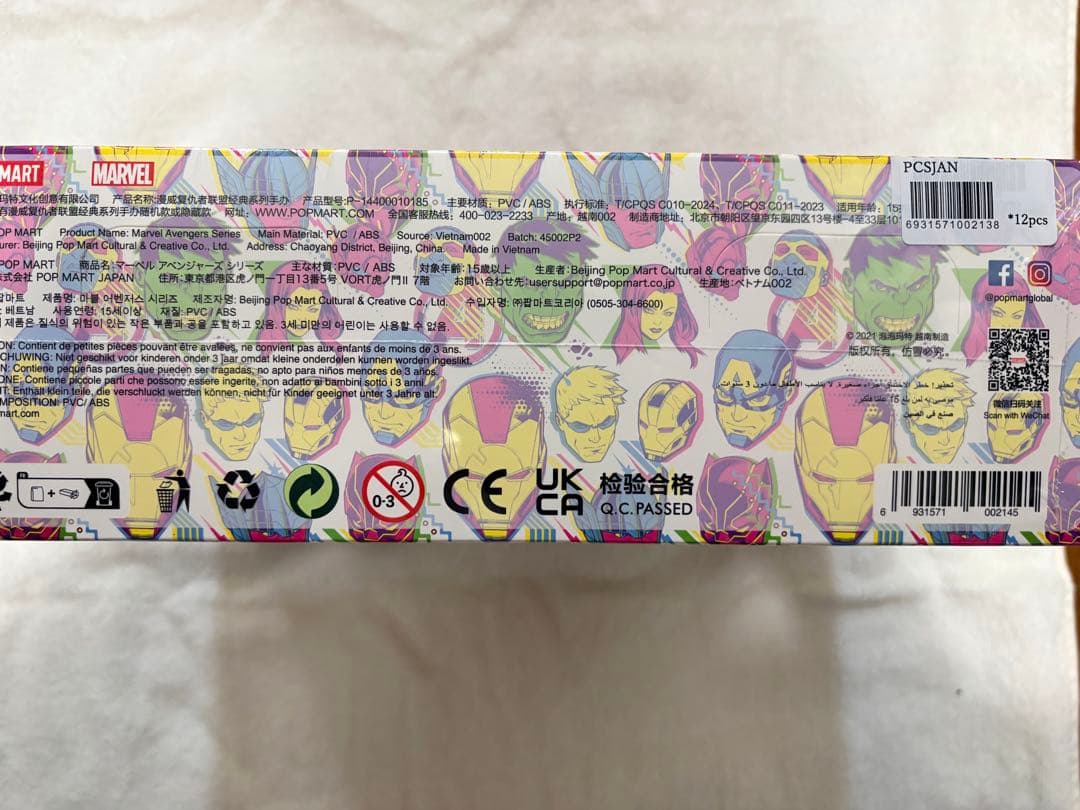 MART
MARVEL
PCSJAN
6931571002138
*12pcs
玛特文化创意有限公司 产品名称:漫威复仇者联盟经典系列手办 产品型号:P-14400010185 主要材质: PVC / ABS 执行标准: T/CPQS C010-2024, T/CPQS C011-2023 适用年龄: 15
漫威复仇者联盟经典系列手办随机款或隐藏款 网址: WWW.POPMART.COM 全国客服热线: 400-023-2233 产地: 越南002 制造商地址: 北京市朝阳区望京东园四区13号楼-4至33层10
OP MART Product Name: Marvel Avengers Series Main Material: PVC / ABS Source: Vietnam002 Batch: 45002P2
urer: Beijing Pop Mart Cultural & Creative Co., Ltd. Address: Chaoyang District, Beijing, China. Made in Vietnam
POP MART 商品名: マーベル アベンジャーズ シリーズ 主な材質: PVC / ABS 対象年齢: 15歳以上 生産者: Beijing Pop Mart Cultural & Creative Co., Ltd.
株式会社 POP MART JAPAN 住所: 東京都港区虎ノ門一丁目13番5号 VORT虎ノ門II 7階 お問い合わせ先: usersupport@popmart.co.jp 生産地: ベトナム002
팝마트 제품명: 마블 어벤저스 시리즈 제조자명: Beijing Pop Mart Cultural & Creative Co., Ltd. 수입자명: ㈜팝마트코리아 (0505-304-6600)
: 베트남 사용연령: 15세이상 재질: PVC / ABS
제품은 질식의 위험이 있는 작은 부품과 공을 포함하고 있음. 3세 미만의 어린이는 사용할 수 없음.
ON: Contient de petites pièces pouvant être avalées, ne convient pas aux enfants de moins de 3 ans.
CHUWING: Niet geschikt voor kinderen onder 3 jaar omdat kleine onderdelen kunnen worden ingeslikt.
N: Contiene pequeñas partes que pueden ser tragadas, no apto para niños menores de 3 años.
ONE: Contiene piccole parti che possono essere ingerite, non adatto a bambini sotto i 3 anni.
IT: Enthält klein teile, die verschluckt werden können, nicht für Kinder geeignet unter 3 Jahre alt.
OMPOSITION: PVC/ ABS
mart.com
@popmartglobal
© 2021 泡泡玛特 越南制造
版权所有,仿冒必究。
صنع في الصين
微信扫码关注
Scan with WeChat
0-3
CE
UK
CA
检验合格
Q.C. PASSED
6 931571 002145